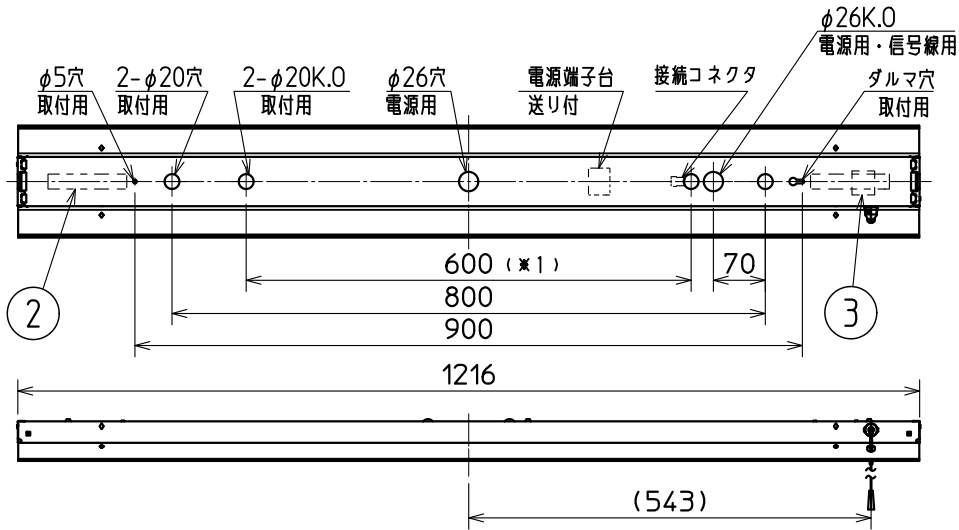 φ26K.O
電源用・信号線用
φ5穴
取付用
2-φ20穴
取付用
2-φ20K.O
取付用
φ26穴
電源用
電源端子台
送り付
接続コネクタ
ダルマ穴
取付用
600 (※1)
70
800
900
2
3
1216
(543)